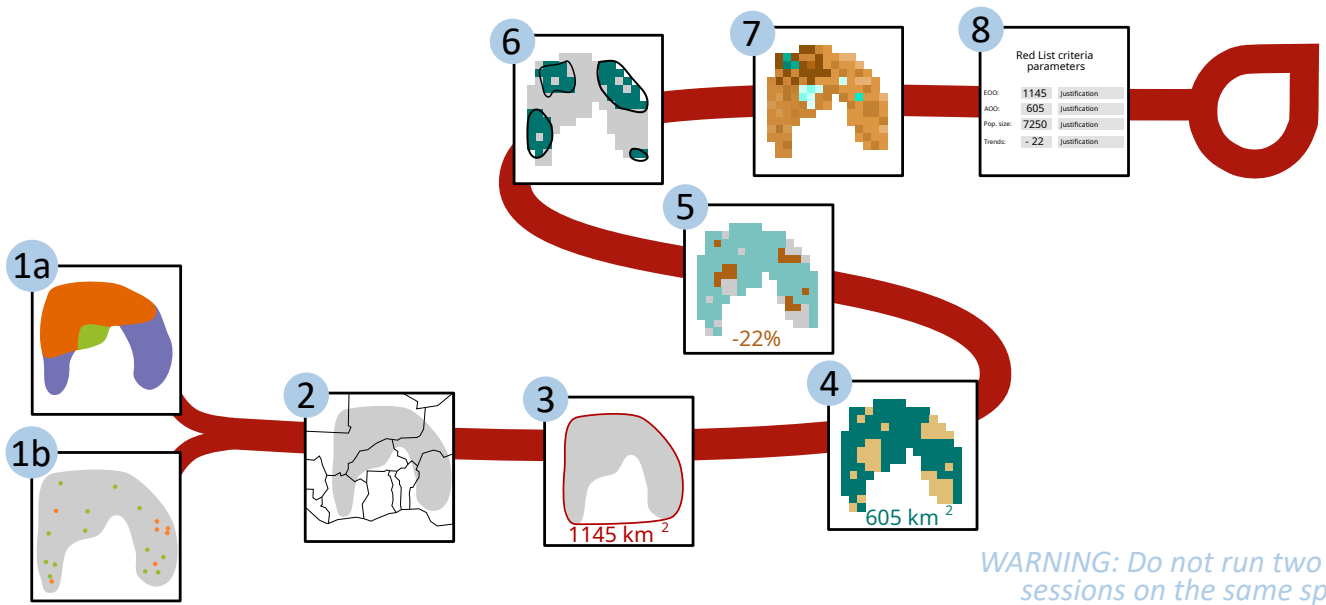 6
7
8
Red List criteria
parameters
EOO: 1145 Justification
AOO: 605 Justification
Pop. size: 7250 Justification
Trends: - 22 Justification
5
-22%
1a
1b
2
3
1145 km 2
4
605 km 2
WARNING: Do not run two
sessions on the same sp